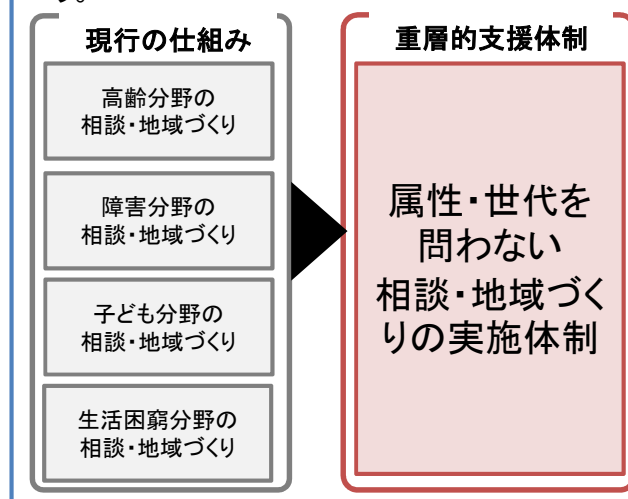 現行の仕組み
高齢分野の
相談・地域づくり
障害分野の
相談・地域づくり
子ども分野の
相談・地域づくり
生活困窮分野の
相談・地域づくり
重層的支援体制
属性・世代を
問わない
相談・地域づく
りの実施体制